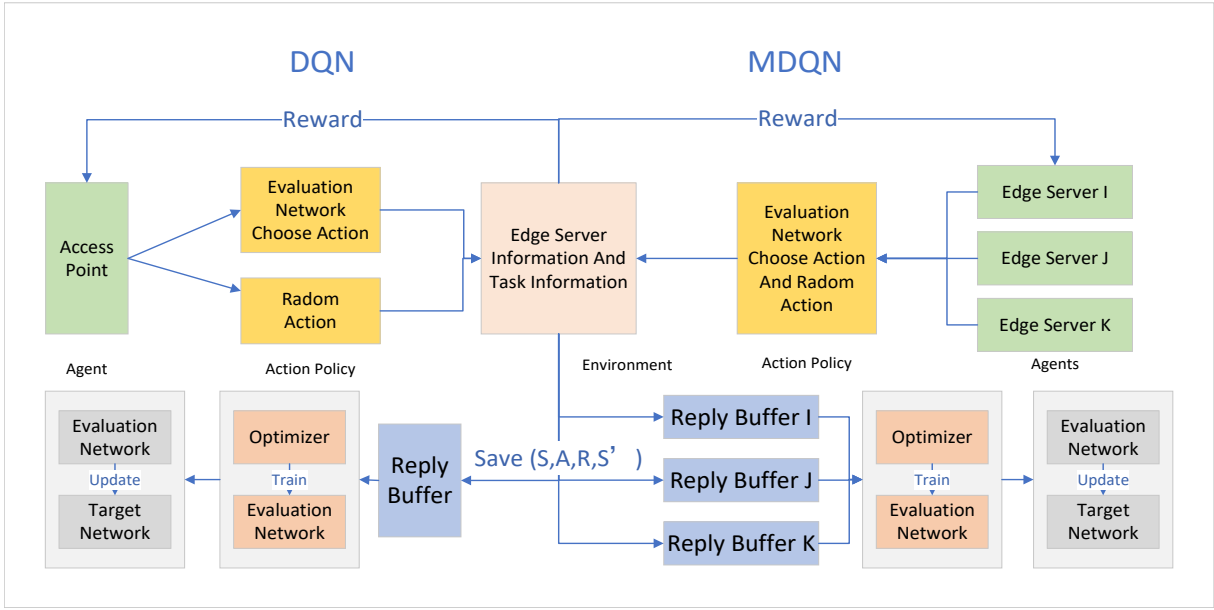 DQN
MDQN
Reward
Reward
Access
Point
Evaluation
Network
Choose Action
Radom
Action
Edge Server
Information And
Task Information
Evaluation
Network
Choose Action
And Radom
Action
Edge Server I
Edge Server J
Edge Server K
Agent
Action Policy
Environment
Action Policy
Agents
Evaluation
Network
Update
Target
Network
Optimizer
Train
Evaluation
Network
Reply
Buffer
Save (S,A,R,S’ )
Reply Buffer I
Reply Buffer J
Reply Buffer K
Optimizer
Train
Evaluation
Network
Evaluation
Network
Update
Target
Network